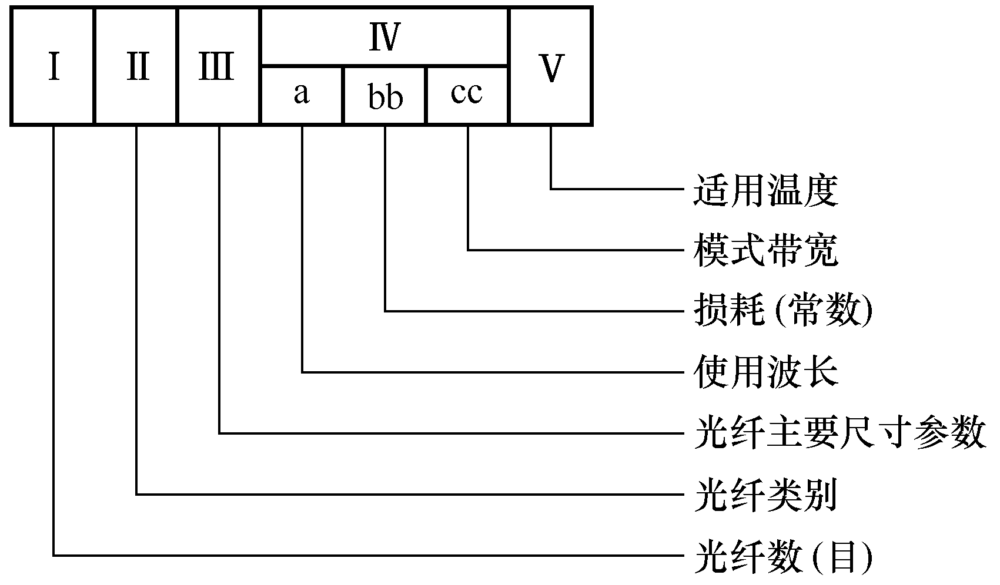 Ⅰ Ⅱ Ⅲ Ⅳ Ⅴ
a bb cc
适用温度
模式带宽
损耗(常数)
使用波长
光纤主要尺寸参数
光纤类别
光纤数(目)